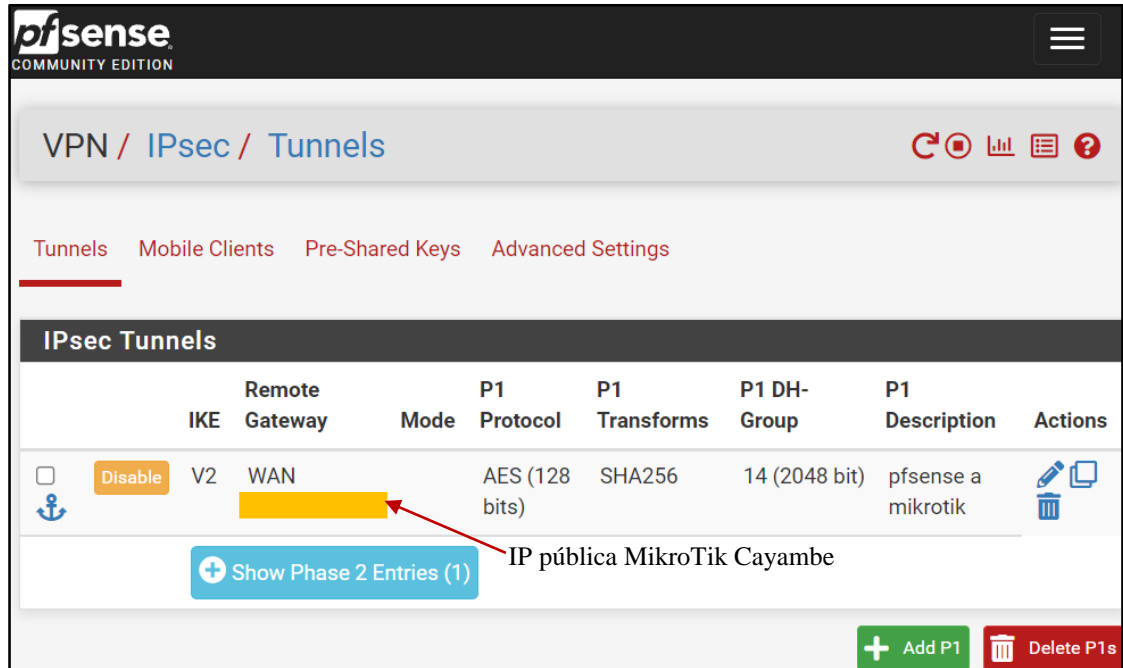 pfsense
COMMUNITY EDITION
VPN / IPsec / Tunnels
Tunnels Mobile Clients Pre-Shared Keys Advanced Settings
IPsec Tunnels
IKE Remote Gateway Mode P1 Protocol P1 Transforms P1 DH-Group P1 Description Actions
Disable V2 WAN AES (128 bits) SHA256 14 (2048 bit) pfsense a mikrotik
IP pública MikroTik Cayambe
Show Phase 2 Entries (1)
Add P1 Delete P1s